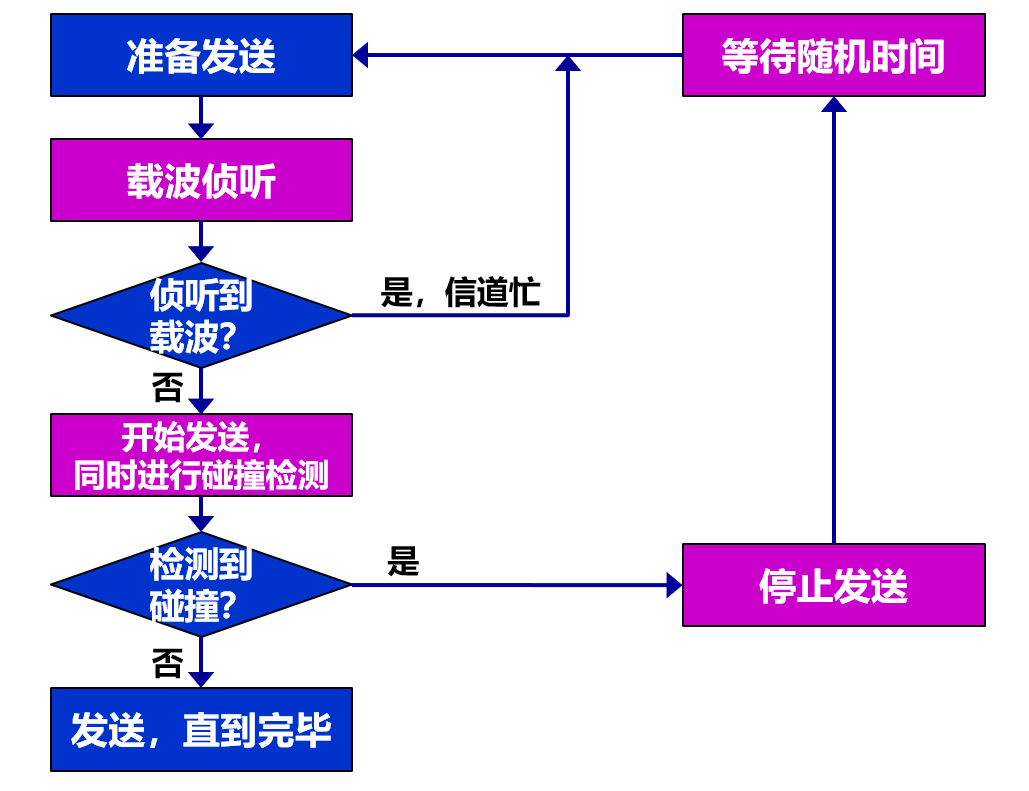 准备发送
等待随机时间
载波侦听
侦听到
载波？
是，信道忙
否
开始发送，
同时进行碰撞检测
检测到
碰撞？
是
停止发送
否
发送，直到完毕